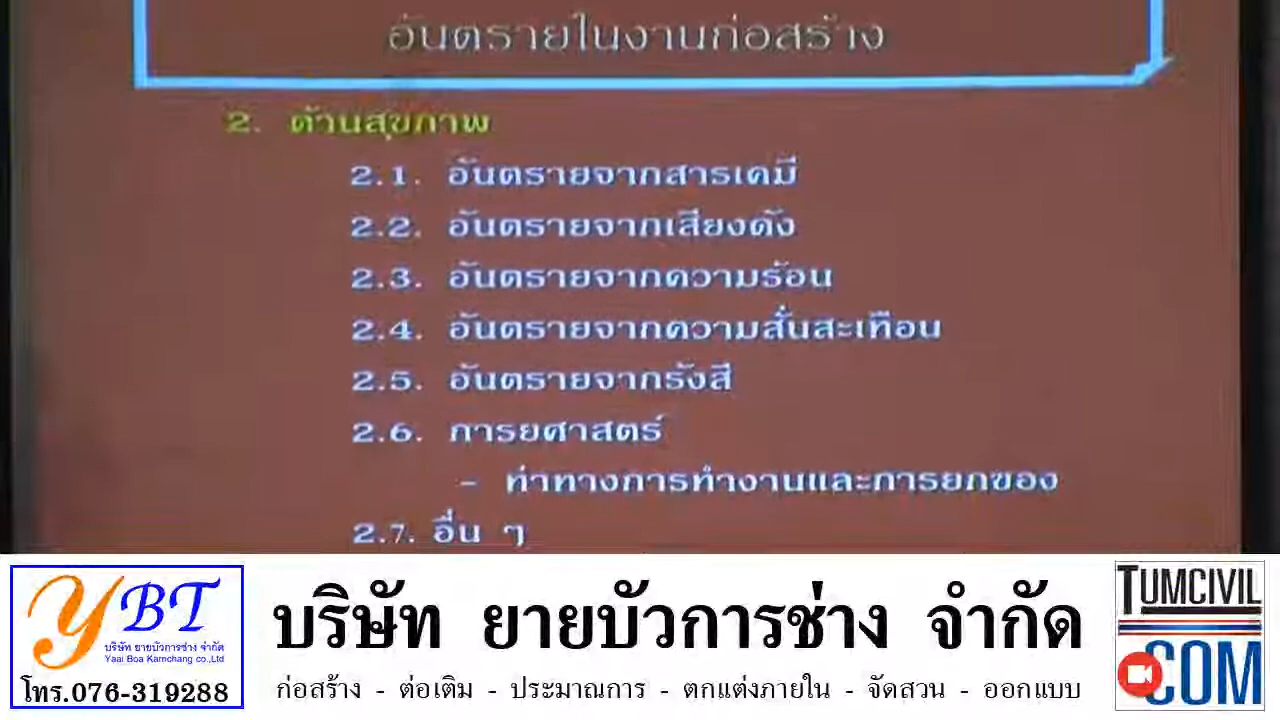 อันตรายในงานก่อสร้าง
2. ด้านสุขภาพ
2.1. อันตรายจากสารเคมี
2.2. อันตรายจากเสียงดัง
2.3. อันตรายจากความร้อน
2.4. อันตรายจากความสั่นสะเทือน
2.5. อันตรายจากรังสี
2.6. การยศาสตร์
- ท่าทางการทำงานและการยกของ
2.7. อื่น ๆ
YBT
บริษัท ยายบัวการช่าง จำกัด
Yaai Boa Karnchang co.,Ltd
โทร.076-319288
บริษัท ยายบัวการช่าง จำกัด
ก่อสร้าง - ต่อเติม - ประมาณการ - ตกแต่งภายใน - จัดสวน - ออกแบบ
TUMCIVIL
.COM